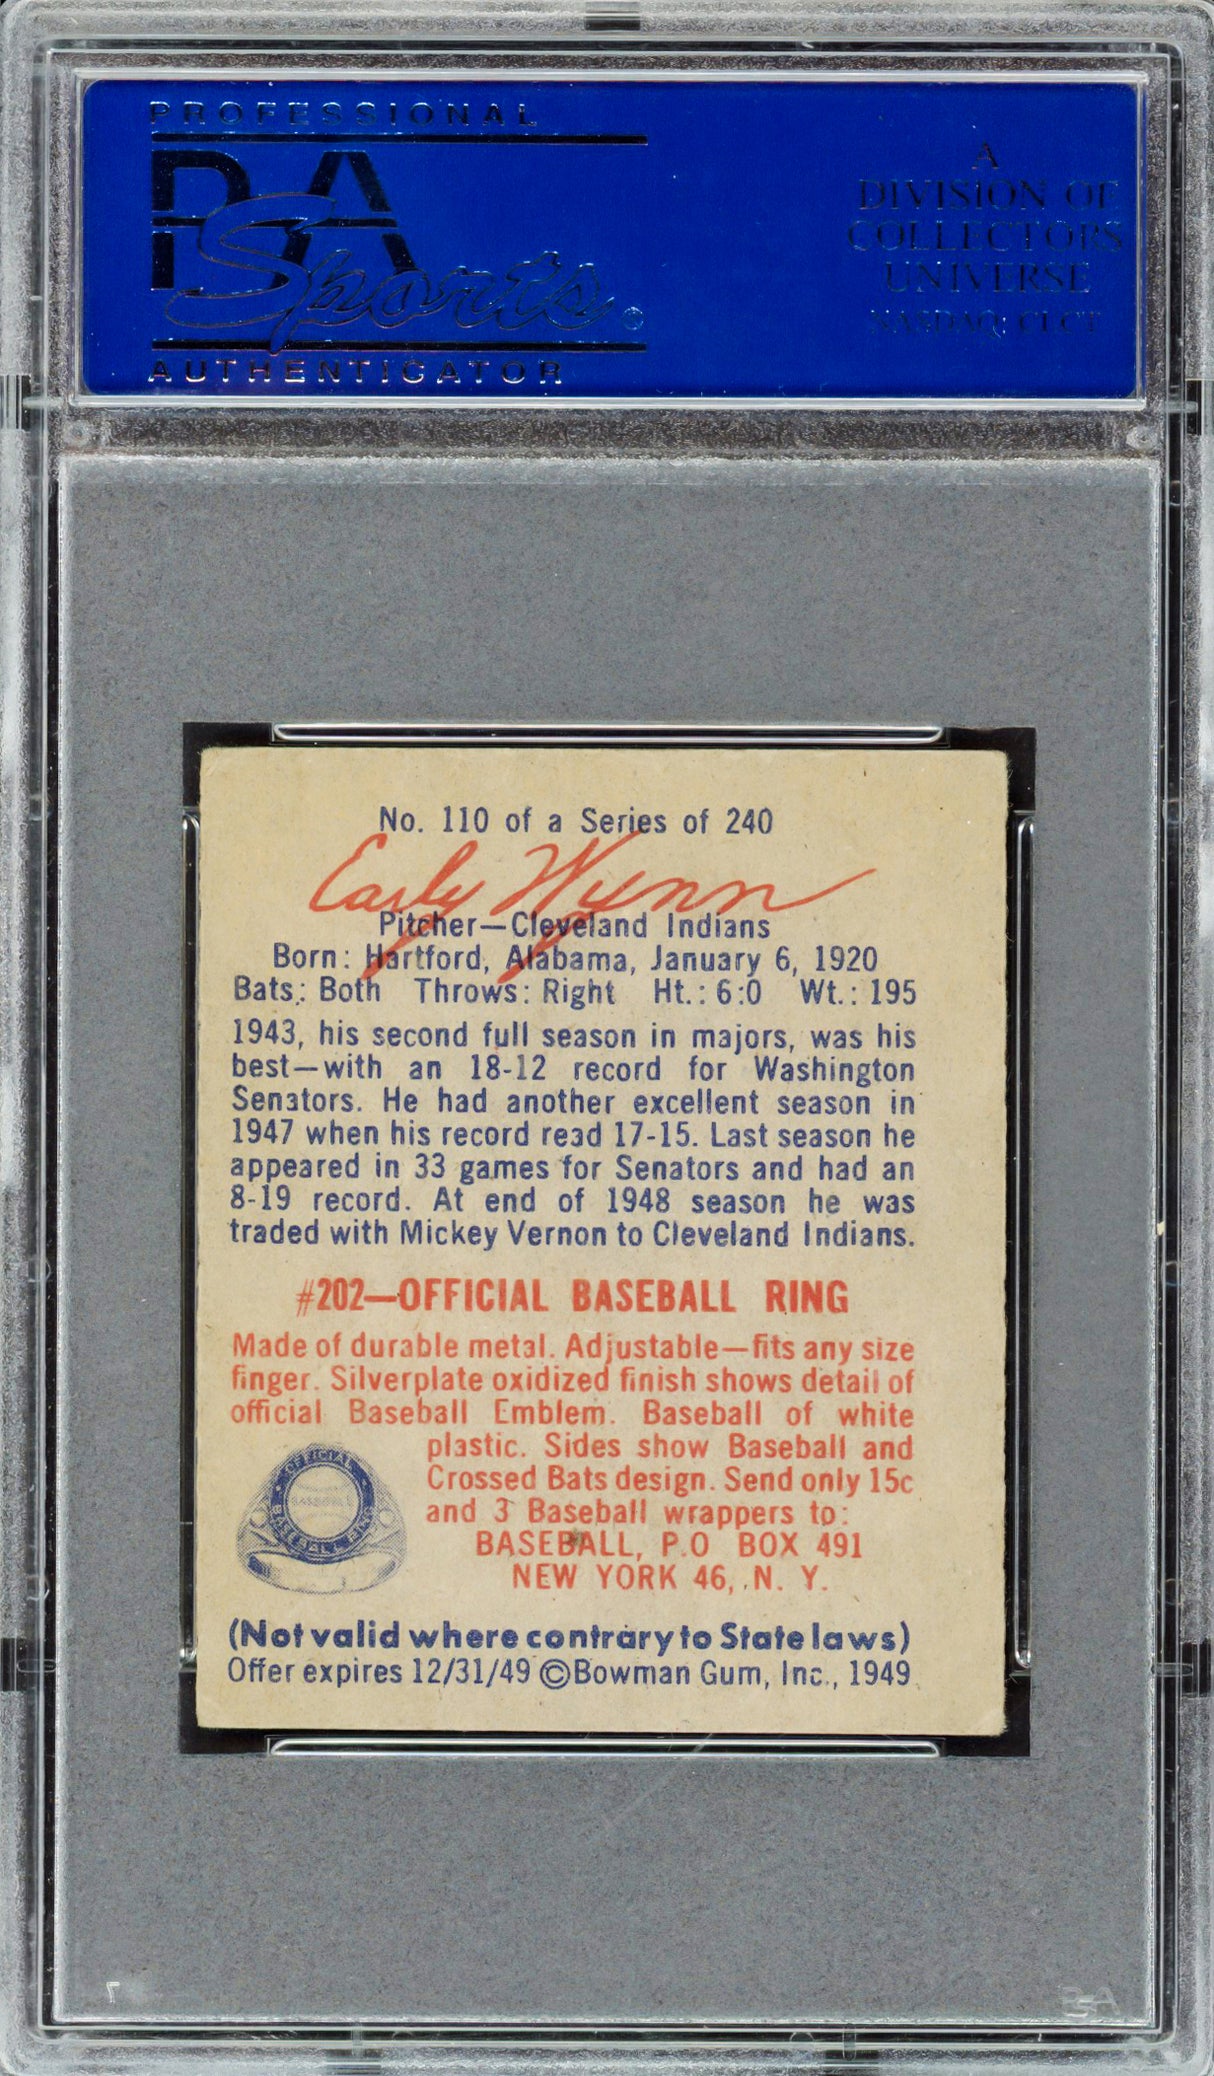 PROFESSIONAL
PSA
Sports®
AUTHENTICATOR
A
DIVISION OF
COLLECTORS
UNIVERSE
NASDAQ: CLCT
No. 110 of a Series of 240
Early Wynn
Pitcher—Cleveland Indians
Born: Hartford, Alabama, January 6, 1920
Bats: Both Throws: Right Ht.: 6:0 Wt.: 195
1943, his second full season in majors, was his
best—with an 18-12 record for Washington
Senators. He had another excellent season in
1947 when his record read 17-15. Last season he
appeared in 33 games for Senators and had an
8-19 record. At end of 1948 season he was
traded with Mickey Vernon to Cleveland Indians.
#202—OFFICIAL BASEBALL RING
Made of durable metal. Adjustable—fits any size
finger. Silverplate oxidized finish shows detail of
official Baseball Emblem. Baseball of white
plastic. Sides show Baseball and
Crossed Bats design. Send only 15c
and 3 Baseball wrappers to:
BASEBALL, P.O BOX 491
NEW YORK 46, N. Y.
OFFICIAL
BASEBALL
BASEBALL RING
(Not valid where contrary to State laws)
Offer expires 12/31/49 ©Bowman Gum, Inc., 1949
PSA